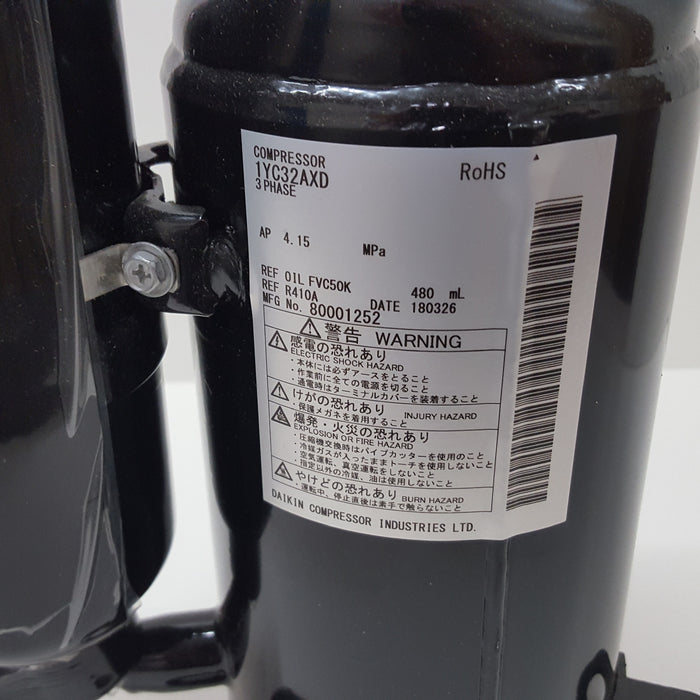 COMPRESSOR
1YC32AXD
3 PHASE
RoHS
AP 4.15 MPa
REF OIL FVC50K 480 mL
REF R410A DATE 180326
MFG No. 80001252
警告 WARNING
感電の恐れあり
ELECTRIC SHOCK HAZARD
・本体には必ずアースをとること
・作業前に全ての電源を切ること
・通電時はターミナルカバーを装着すること
けがの恐れあり INJURY HAZARD
・保護メガネを着用すること
爆発・火災の恐れあり
EXPLOSION OR FIRE HAZARD
・圧縮機交換時はパイプカッターを使用のこと
・冷媒ガスが入ったままトーチを使用しないこと
・空気運転、真空運転をしないこと
・指定以外の冷媒、油は使用しないこと
やけどの恐れあり BURN HAZARD
・運転中、停止直後は素手で触らないこと
DAIKIN COMPRESSOR INDUSTRIES LTD.